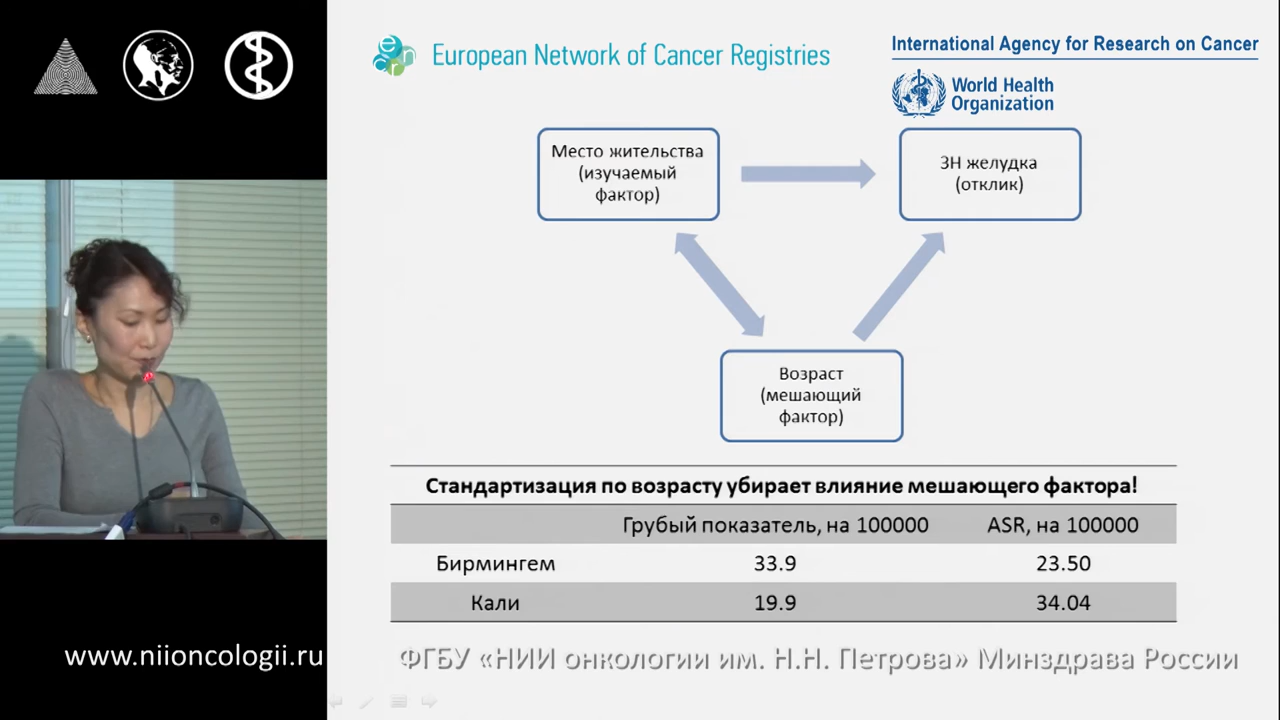 European Network of Cancer Registries
International Agency for Research on Cancer
World Health
Organization
Место жительства
(изучаемый
фактор)
ЗН желудка
(отклик)
Возраст
(мешающий
фактор)
Стандартизация по возрасту убирает влияние мешающего фактора!
Грубый показатель, на 100000 ASR, на 100000
Бирмингем 33.9 23.50
Кали 19.9 34.04
www.niioncologii.ru
ФГБУ «НИИ онкологии им. Н.Н. Петрова» Минздрава России